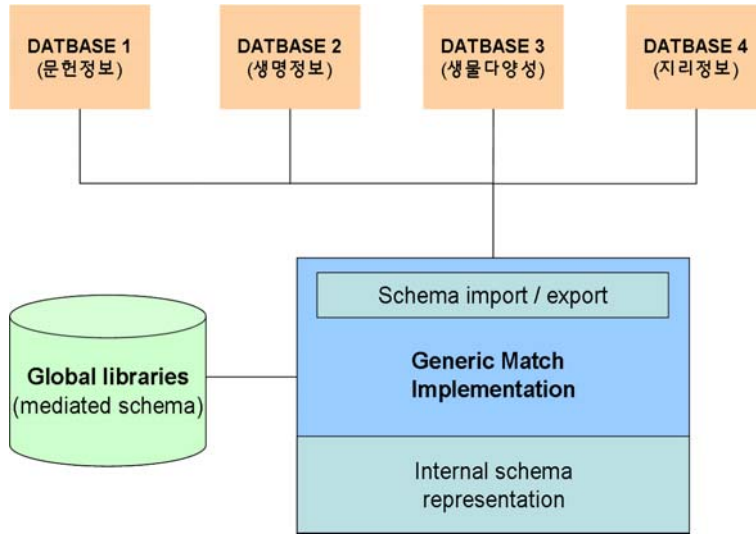 DATBASE 1
(문헌정보)
DATBASE 2
(생명정보)
DATBASE 3
(생물다양성)
DATBASE 4
(지리정보)
Schema import / export
Generic Match
Implementation
Global libraries
(mediated schema)
Internal schema
representation